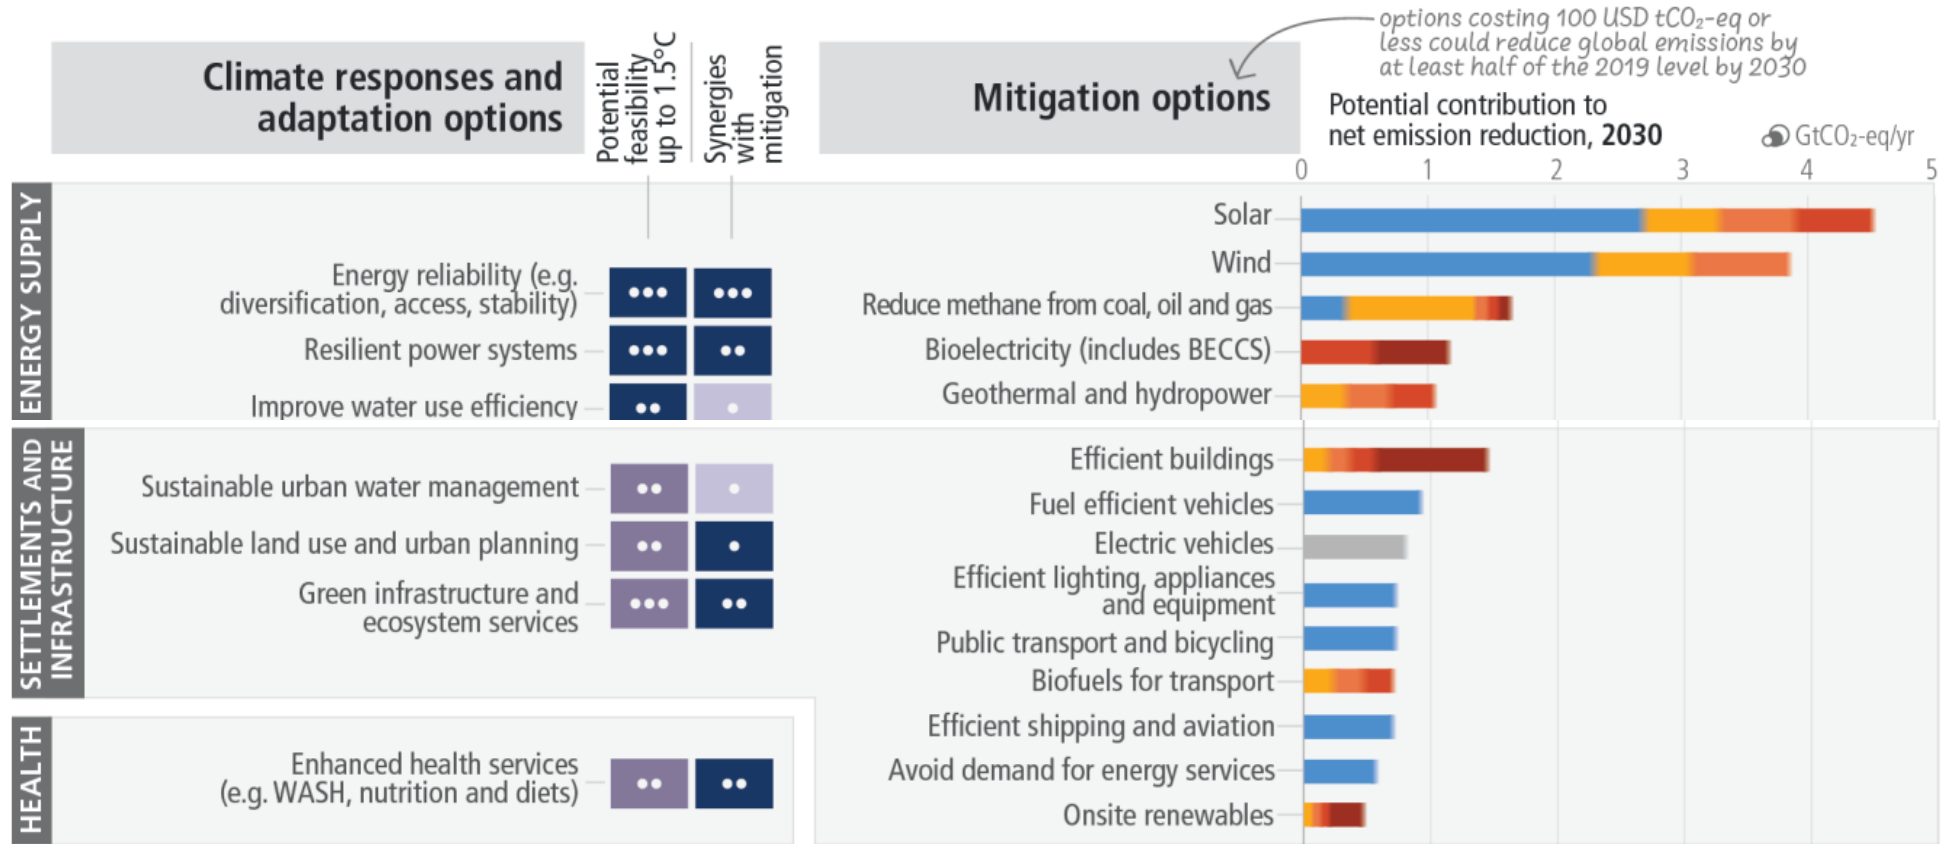 options costing 100 USD tCO₂-eq or
less could reduce global emissions by
at least half of the 2019 level by 2030
Climate responses and
adaptation options
Potential
feasibility
up to 1.5°C
Synergies
with
mitigation
Mitigation options
Potential contribution to
net emission reduction, 2030
GtCO₂-eq/yr
0 1 2 3 4 5
ENERGY SUPPLY
Energy reliability (e.g.
diversification, access, stability)
Resilient power systems
Improve water use efficiency
Solar
Wind
Reduce methane from coal, oil and gas
Bioelectricity (includes BECCS)
Geothermal and hydropower
SETTLEMENTS AND
INFRASTRUCTURE
Sustainable urban water management
Sustainable land use and urban planning
Green infrastructure and
ecosystem services
Efficient buildings
Fuel efficient vehicles
Electric vehicles
Efficient lighting, appliances
and equipment
Public transport and bicycling
Biofuels for transport
Efficient shipping and aviation
Avoid demand for energy services
Onsite renewables
HEALTH
Enhanced health services
(e.g. WASH, nutrition and diets)